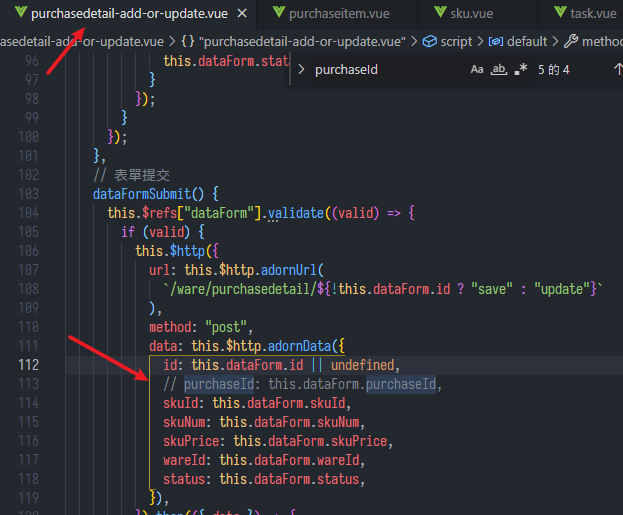 purchasedetail-add-or-update.vue × purchaseitem.vue sku.vue task.vue
asedetail-add-or-update.vue > {} "purchasedetail-add-or-update.vue" > script > default > metho
96 this.dataForm.stat
purchaseId Aa ab .* 5 的 4
97 }
98 });
99 }
100 });
101 },
102 // 表單提交
103 dataFormSubmit() {
104 this.$refs["dataForm"].validate((valid) => {
105 if (valid) {
106 this.$http({
107 url: this.$http.adornUrl(
108 `/ware/purchasedetail/${!this.dataForm.id ? "save" : "update"}`
109 ),
110 method: "post",
111 data: this.$http.adornData({
112 id: this.dataForm.id || undefined,
113 // purchaseId: this.dataForm.purchaseId,
114 skuId: this.dataForm.skuId,
115 skuNum: this.dataForm.skuNum,
116 skuPrice: this.dataForm.skuPrice,
117 wareId: this.dataForm.wareId,
118 status: this.dataForm.status,
119 }),